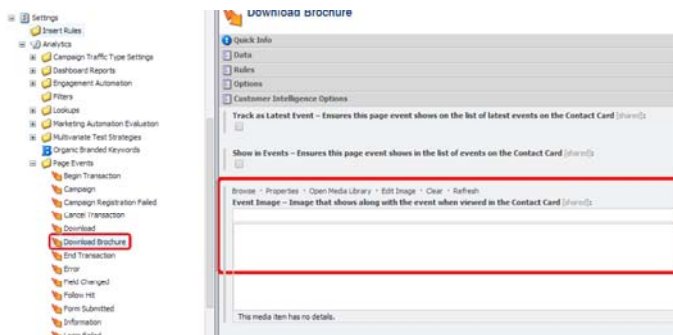 Settings
Insert Rules
Analytics
Campaign Traffic Type Settings
Dashboard Reports
Engagement Automation
Filters
Lookups
Marketing Automation Evaluation
Multivariate Test Strategies
Organic Branded Keywords
Page Events
Begin Transaction
Campaign
Campaign Registration Failed
Cancel Transaction
Download
Download Brochure
End Transaction
Error
Field Changed
Follow Hit
Form Submitted
Information
Login Failed
Download Brochure
Quick Info
Data
Rules
Options
Customer Intelligence Options
Track as Latest Event – Ensures this page event shows on the list of latest events on the Contact Card [shared]:
Show in Events – Ensures this page event shows in the list of events on the Contact Card [shared]:
Browse · Properties · Open Media Library · Edit Image · Clear · Refresh
Event Image – Image that shows along with the event when viewed in the Contact Card [shared]:
This media item has no details.